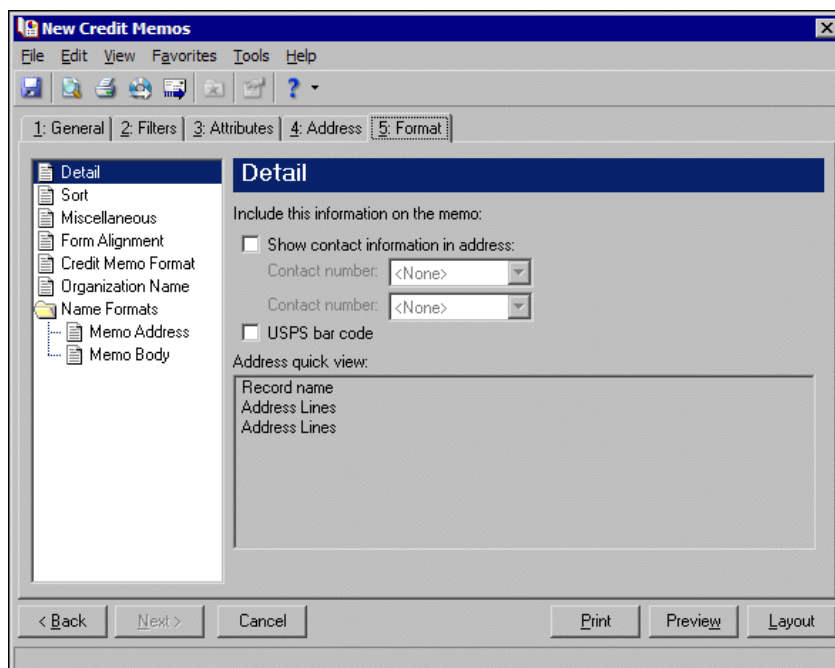 New Credit Memos
File Edit View Favorites Tools Help
1: General 2: Filters 3: Attributes 4: Address 5: Format
Detail
Sort
Miscellaneous
Form Alignment
Credit Memo Format
Organization Name
Name Formats
Memo Address
Memo Body
Detail
Include this information on the memo:
Show contact information in address:
Contact number: <None>
Contact number: <None>
USPS bar code
Address quick view:
Record name
Address Lines
Address Lines
< Back Next > Cancel Print Preview Layout